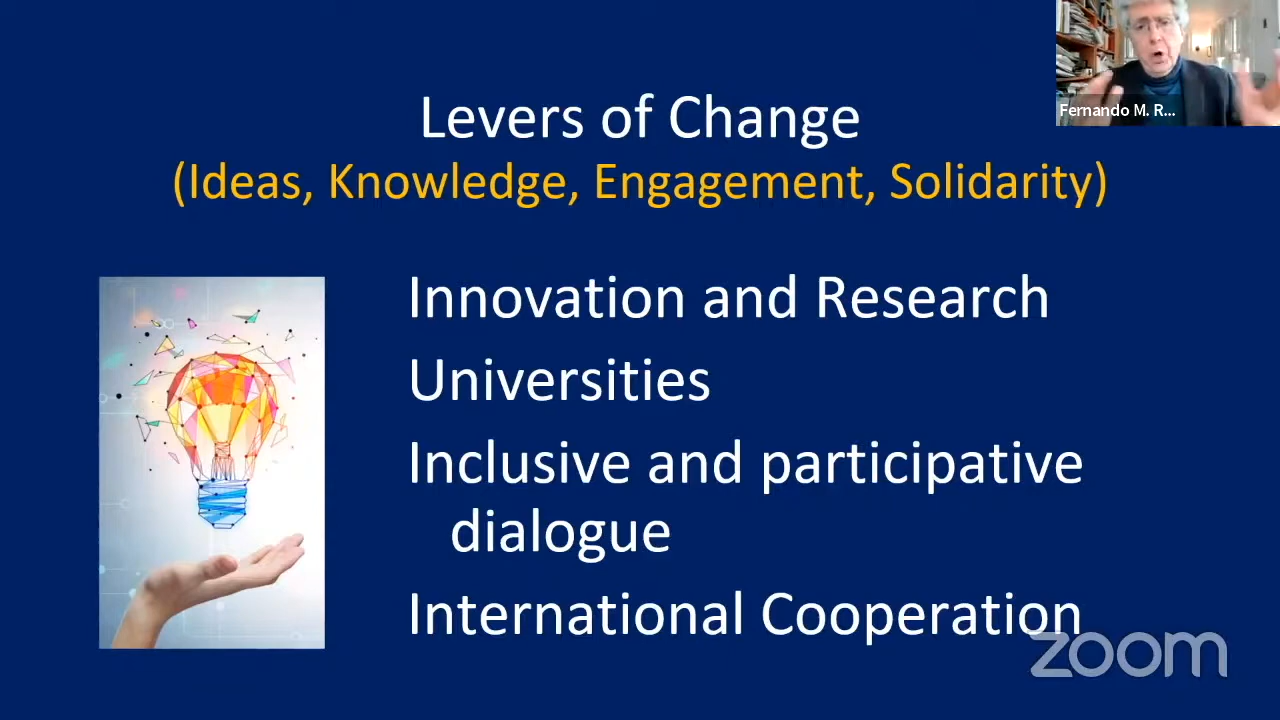 Fernando M. R...
Levers of Change
(Ideas, Knowledge, Engagement, Solidarity)
Innovation and Research
Universities
Inclusive and participative
dialogue
International Cooperation
zoom